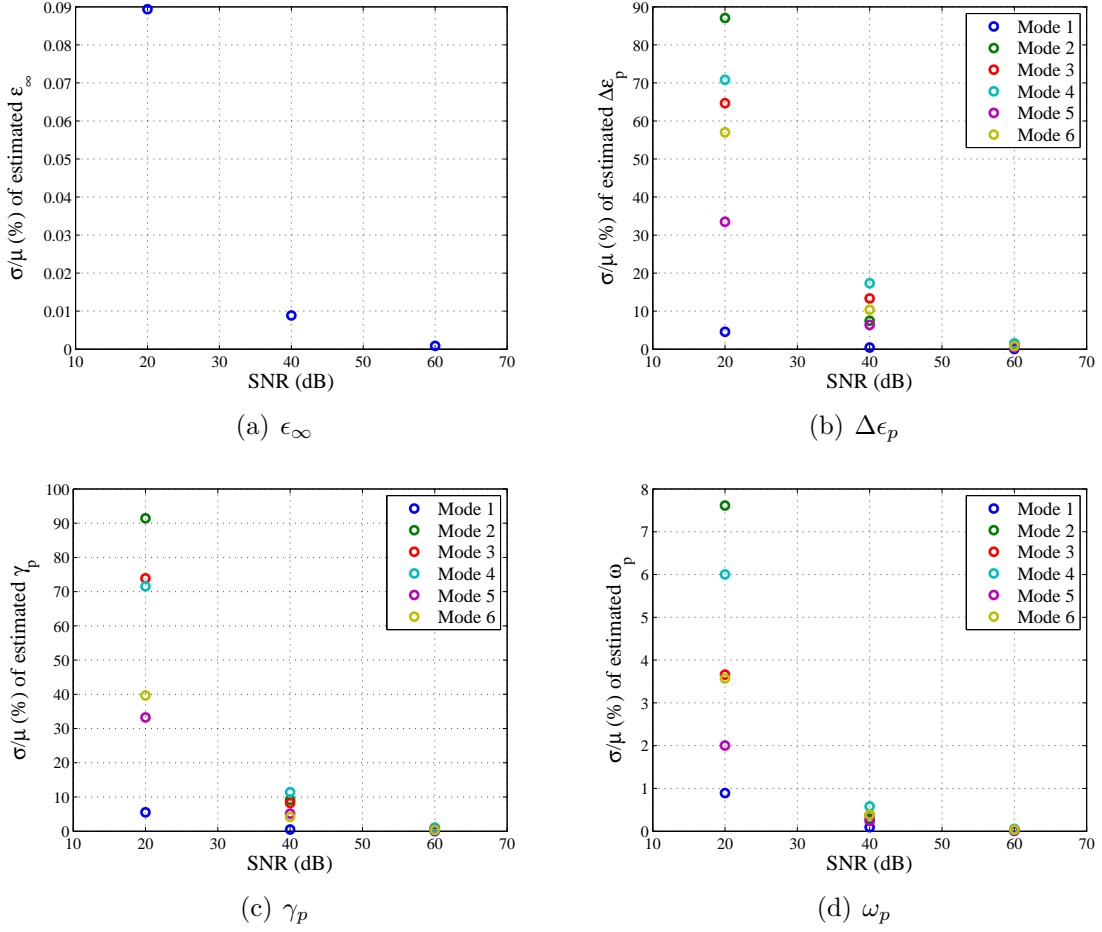 0.09
0.08
0.07
0.06
0.05
0.04
0.03
0.02
0.01
0
10 20 30 40 50 60 70
SNR (dB)
σ/μ (%) of estimated ε∞
(a) ϵ∞
90
80
70
60
50
40
30
20
10
0
10 20 30 40 50 60 70
SNR (dB)
σ/μ (%) of estimated Δε_p
Mode 1
Mode 2
Mode 3
Mode 4
Mode 5
Mode 6
(b) Δϵ_p
100
90
80
70
60
50
40
30
20
10
0
10 20 30 40 50 60 70
SNR (dB)
σ/μ (%) of estimated γ_p
Mode 1
Mode 2
Mode 3
Mode 4
Mode 5
Mode 6
(c) γ_p
8
7
6
5
4
3
2
1
0
10 20 30 40 50 60 70
SNR (dB)
σ/μ (%) of estimated ω_p
Mode 1
Mode 2
Mode 3
Mode 4
Mode 5
Mode 6
(d) ω_p